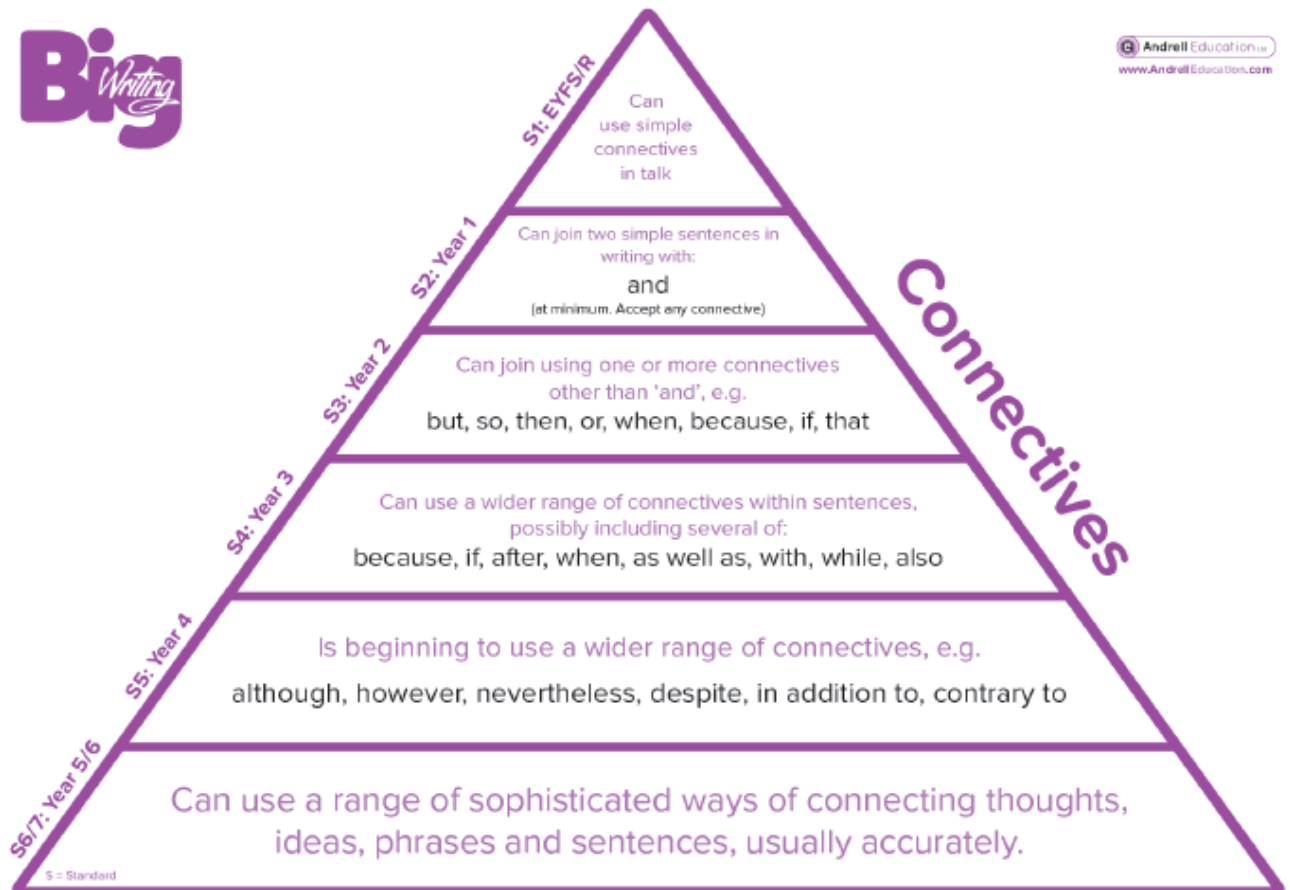 Big
Writing
Andrell Education Ltd
www.AndrellEducation.com
S1: EYFS/R
Can
use simple
connectives
in talk
S2: Year 1
Can join two simple sentences in
writing with:
and
(at minimum. Accept any connective)
Connectives
S3: Year 2
Can join using one or more connectives
other than ‘and’, e.g.
but, so, then, or, when, because, if, that
S4: Year 3
Can use a wider range of connectives within sentences,
possibly including several of:
because, if, after, when, as well as, with, while, also
S5: Year 4
Is beginning to use a wider range of connectives, e.g.
although, however, nevertheless, despite, in addition to, contrary to
S6/7: Year 5/6
Can use a range of sophisticated ways of connecting thoughts,
ideas, phrases and sentences, usually accurately.
S = Standard